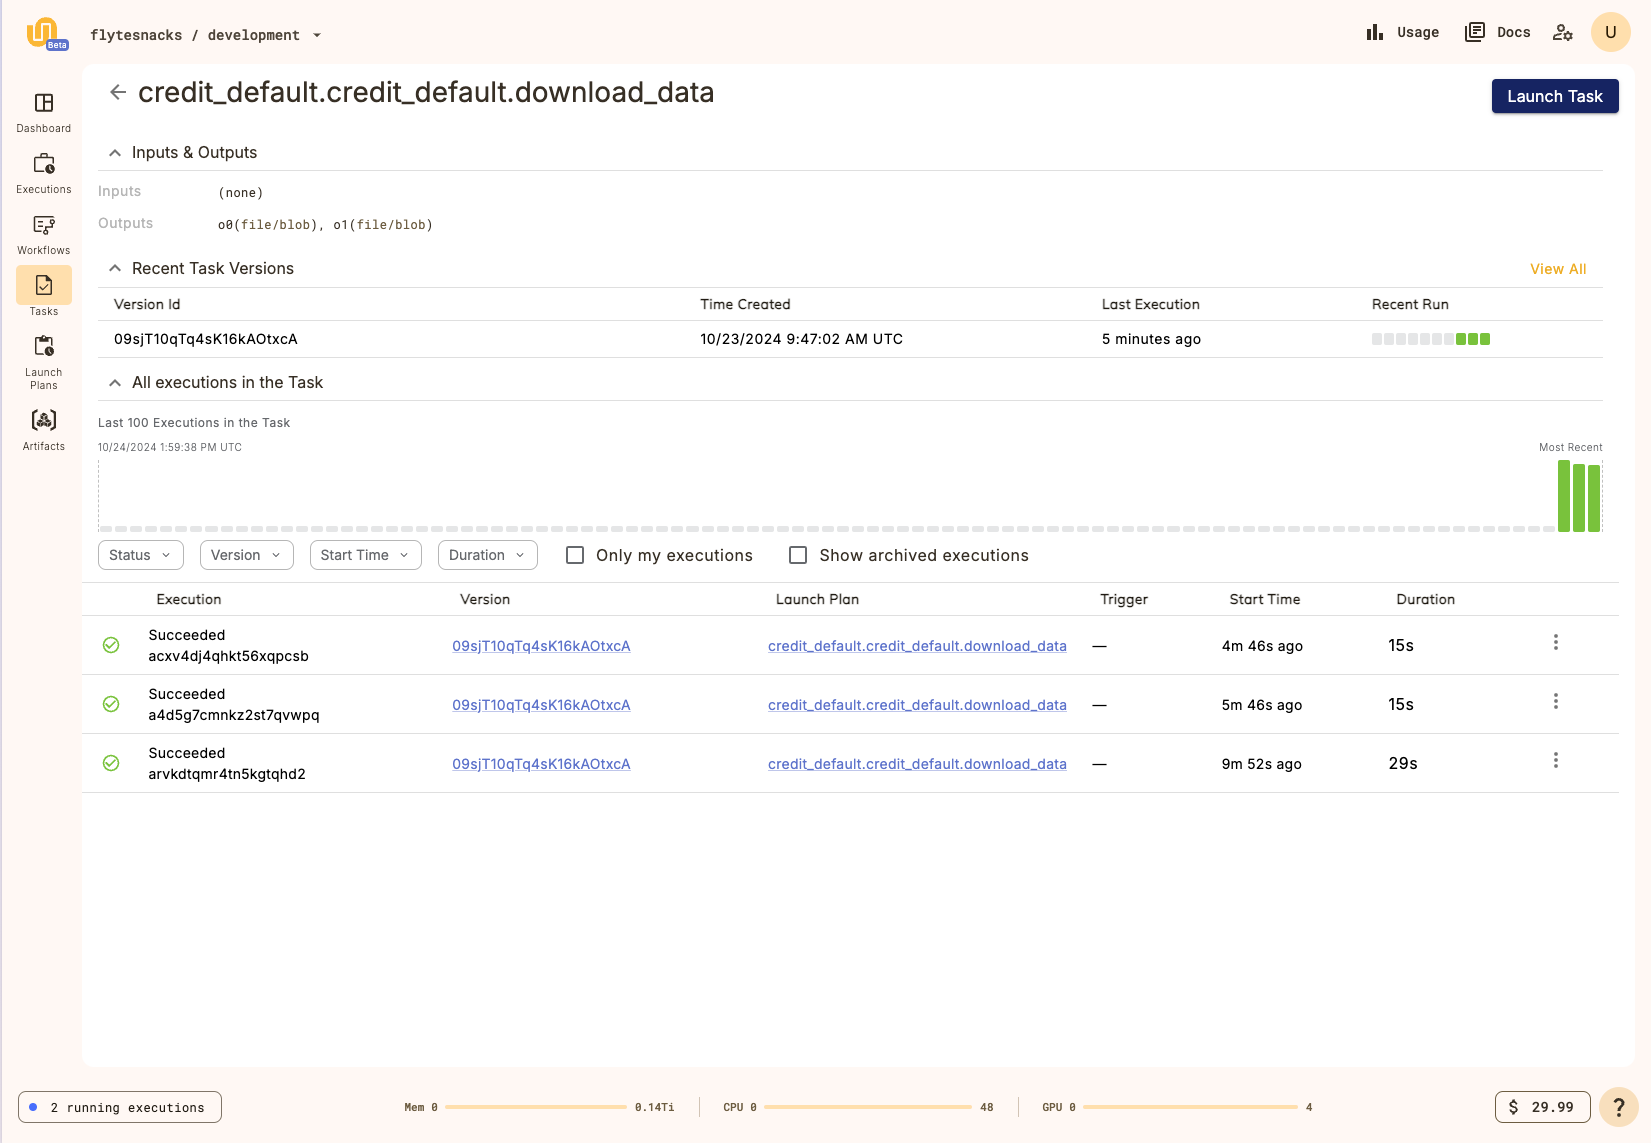 Beta
flytesnacks / development
Usage
Docs
U
Dashboard
Executions
Workflows
Tasks
Launch
Plans
Artifacts
credit_default.credit_default.download_data
Launch Task
Inputs & Outputs
Inputs (none)
Outputs o0(file/blob), o1(file/blob)
Recent Task Versions View All
Version Id Time Created Last Execution Recent Run
09sjT10qTq4sK16kAOtxcA 10/23/2024 9:47:02 AM UTC 5 minutes ago
All executions in the Task
Last 100 Executions in the Task
10/24/2024 1:59:38 PM UTC Most Recent
Status Version Start Time Duration Only my executions Show archived executions
Execution Version Launch Plan Trigger Start Time Duration
Succeeded
acxv4dj4qhkt56xqpcsb 09sjT10qTq4sK16kAOtxcA credit_default.credit_default.download_data — 4m 46s ago 15s
Succeeded
a4d5g7cmnkz2st7qvwpq 09sjT10qTq4sK16kAOtxcA credit_default.credit_default.download_data — 5m 46s ago 15s
Succeeded
arvkdtqmr4tn5kgtqhd2 09sjT10qTq4sK16kAOtxcA credit_default.credit_default.download_data — 9m 52s ago 29s
2 running executions Mem 0 0.14Ti CPU 0 48 GPU 0 4 $ 29.99 ?